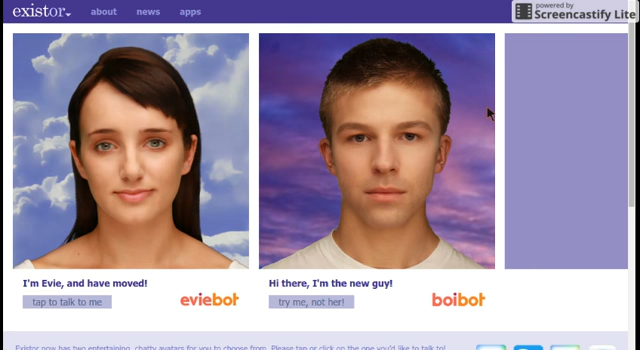 existor
about news apps
powered by
Screencastify Lite
I'm Evie, and have moved!
tap to talk to me
eviebot
Hi there, I'm the new guy!
try me, not her!
boibot
Existor now has two entertaining, chatty avatars for you to choose from. Please tap or click on the one you'd like to talk to!